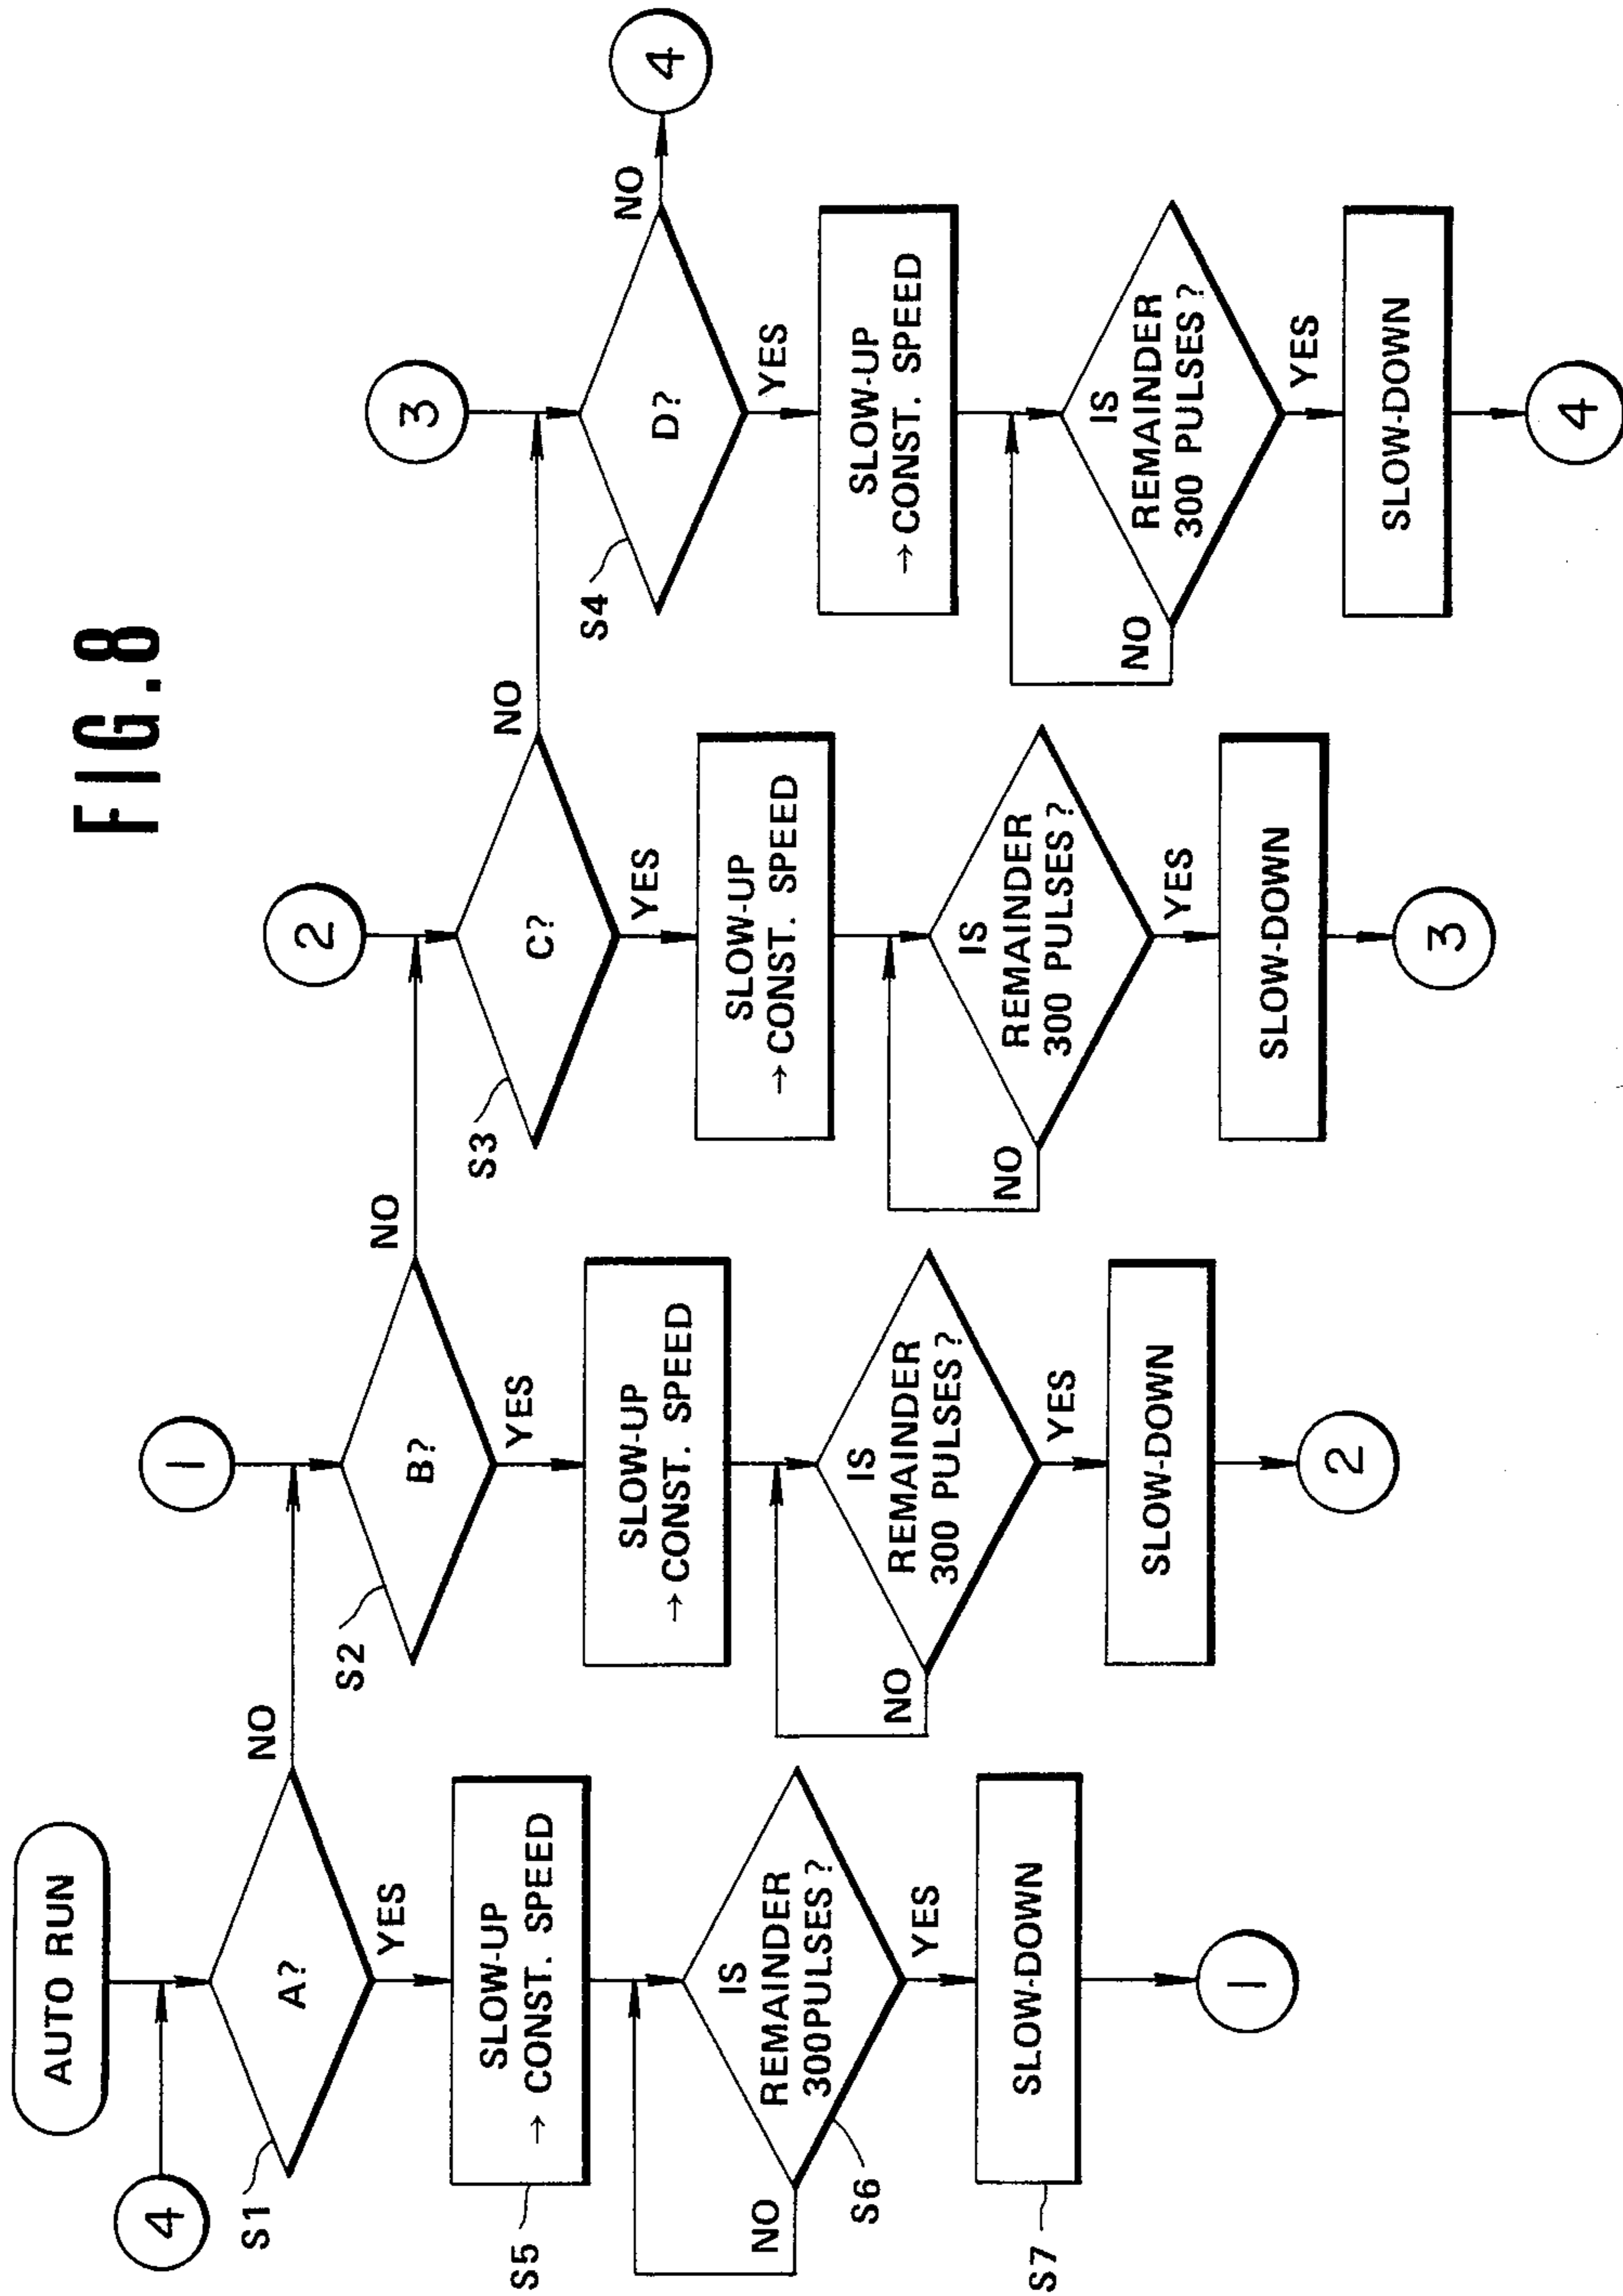 FIG.8
AUTO RUN
4
S1
A?
NO
YES
S5
SLOW-UP
→ CONST. SPEED
IS
REMAINDER
300PULSES?
NO
S6
YES
S7
SLOW-DOWN
1
1
S2
B?
NO
YES
SLOW-UP
→ CONST. SPEED
IS
REMAINDER
300 PULSES?
NO
YES
SLOW-DOWN
2
2
S3
C?
NO
YES
SLOW-UP
→ CONST. SPEED
IS
REMAINDER
300 PULSES?
NO
YES
SLOW-DOWN
3
3
S4
D?
NO
4
YES
SLOW-UP
→ CONST. SPEED
IS
REMAINDER
300 PULSES?
NO
YES
SLOW-DOWN
4